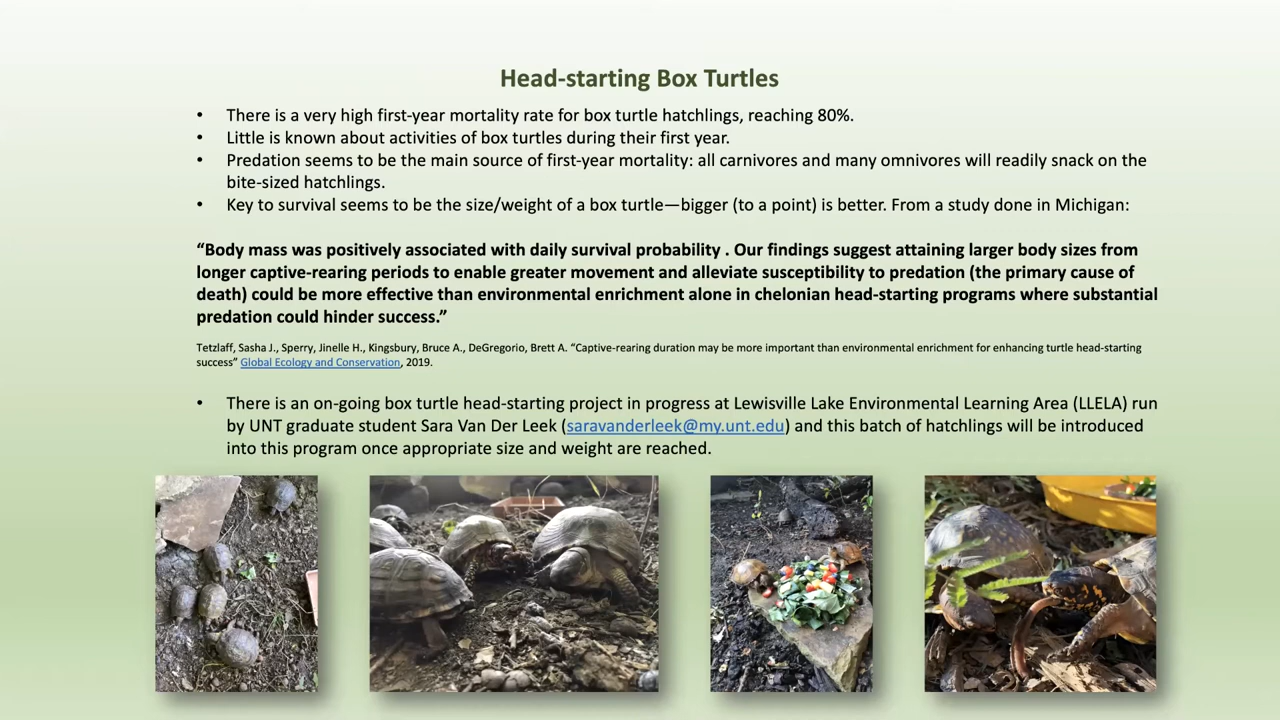 Head-starting Box Turtles
• There is a very high first-year mortality rate for box turtle hatchlings, reaching 80%.
• Little is known about activities of box turtles during their first year.
• Predation seems to be the main source of first-year mortality: all carnivores and many omnivores will readily snack on the
bite-sized hatchlings.
• Key to survival seems to be the size/weight of a box turtle—bigger (to a point) is better. From a study done in Michigan:
“Body mass was positively associated with daily survival probability . Our findings suggest attaining larger body sizes from
longer captive-rearing periods to enable greater movement and alleviate susceptibility to predation (the primary cause of
death) could be more effective than environmental enrichment alone in chelonian head-starting programs where substantial
predation could hinder success.”
Tetzlaff, Sasha J., Sperry, Jinelle H., Kingsbury, Bruce A., DeGregorio, Brett A. “Captive-rearing duration may be more important than environmental enrichment for enhancing turtle head-starting
success” Global Ecology and Conservation, 2019.
• There is an on-going box turtle head-starting project in progress at Lewisville Lake Environmental Learning Area (LLELA) run
by UNT graduate student Sara Van Der Leek (saravanderleek@my.unt.edu) and this batch of hatchlings will be introduced
into this program once appropriate size and weight are reached.